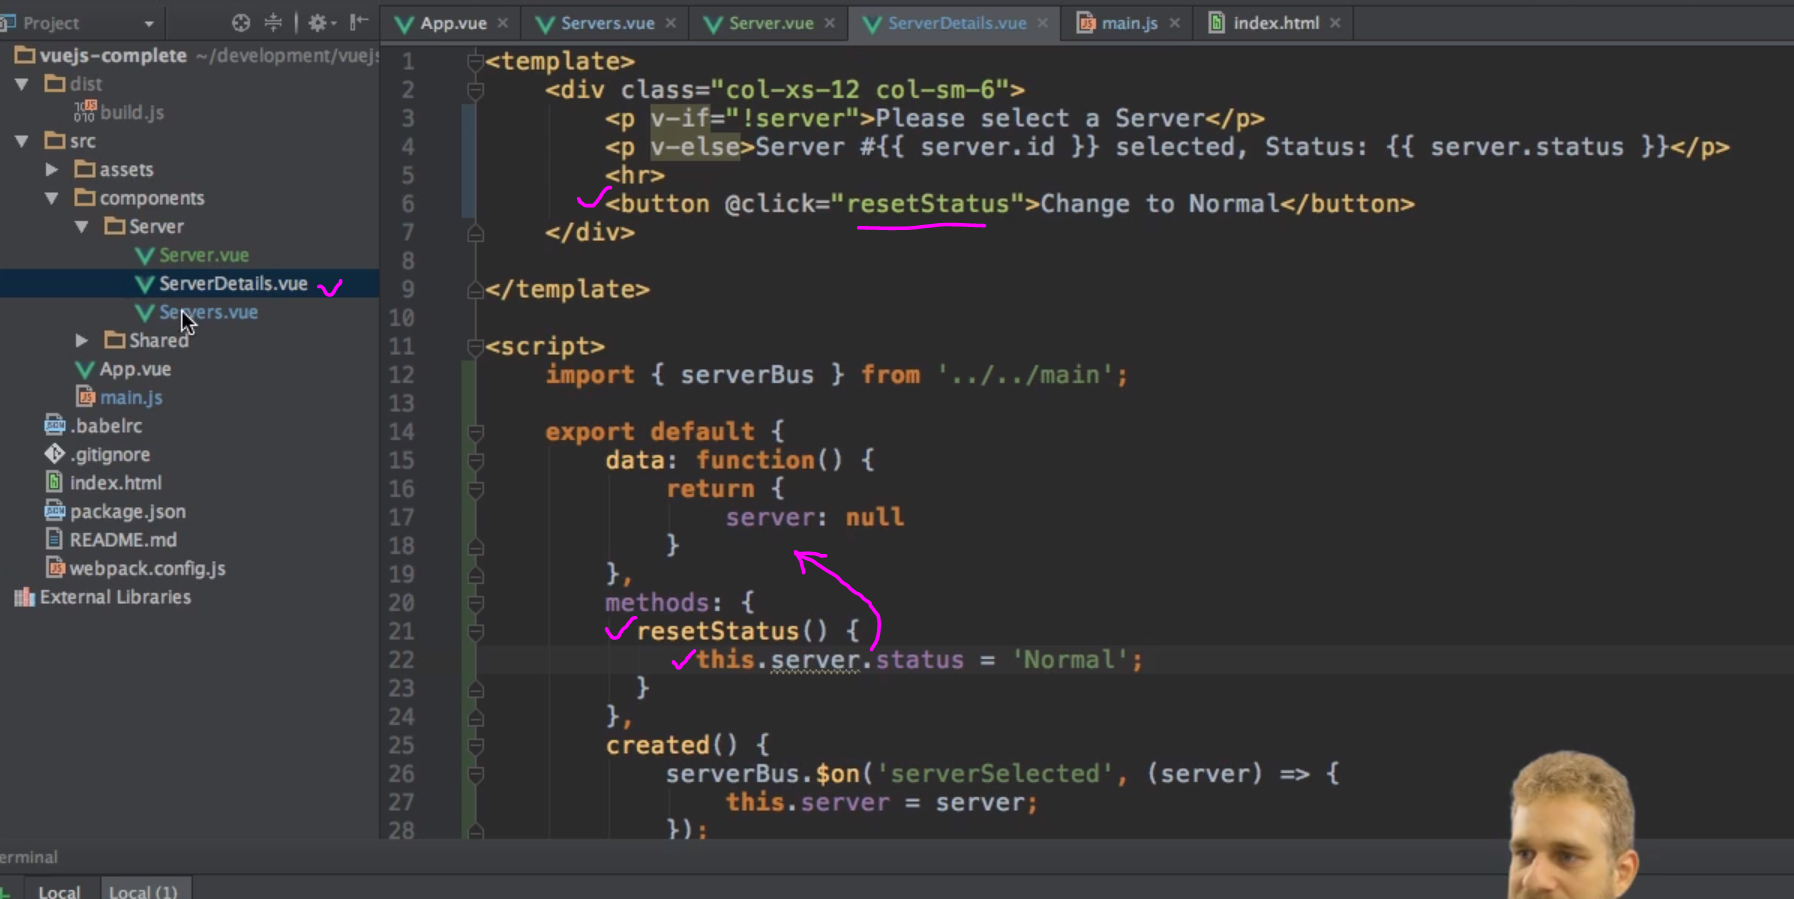 Project
App.vue
Servers.vue
Server.vue
ServerDetails.vue
main.js
index.html
vuejs-complete ~/development/vuejs
dist
build.js
src
assets
components
Server
Server.vue
ServerDetails.vue
Servers.vue
Shared
App.vue
main.js
.babelrc
.gitignore
index.html
package.json
README.md
webpack.config.js
External Libraries
1 <template>
2 <div class="col-xs-12 col-sm-6">
3 <p v-if="!server">Please select a Server</p>
4 <p v-else>Server #{{ server.id }} selected, Status: {{ server.status }}</p>
5 <hr>
6 <button @click="resetStatus">Change to Normal</button>
7 </div>
8
9 </template>
10
11 <script>
12 import { serverBus } from '../../main';
13
14 export default {
15 data: function() {
16 return {
17 server: null
18 }
19 },
20 methods: {
21 resetStatus() {
22 this.server.status = 'Normal';
23 }
24 },
25 created() {
26 serverBus.$on('serverSelected', (server) => {
27 this.server = server;
28 });
erminal
Local
Local (1)